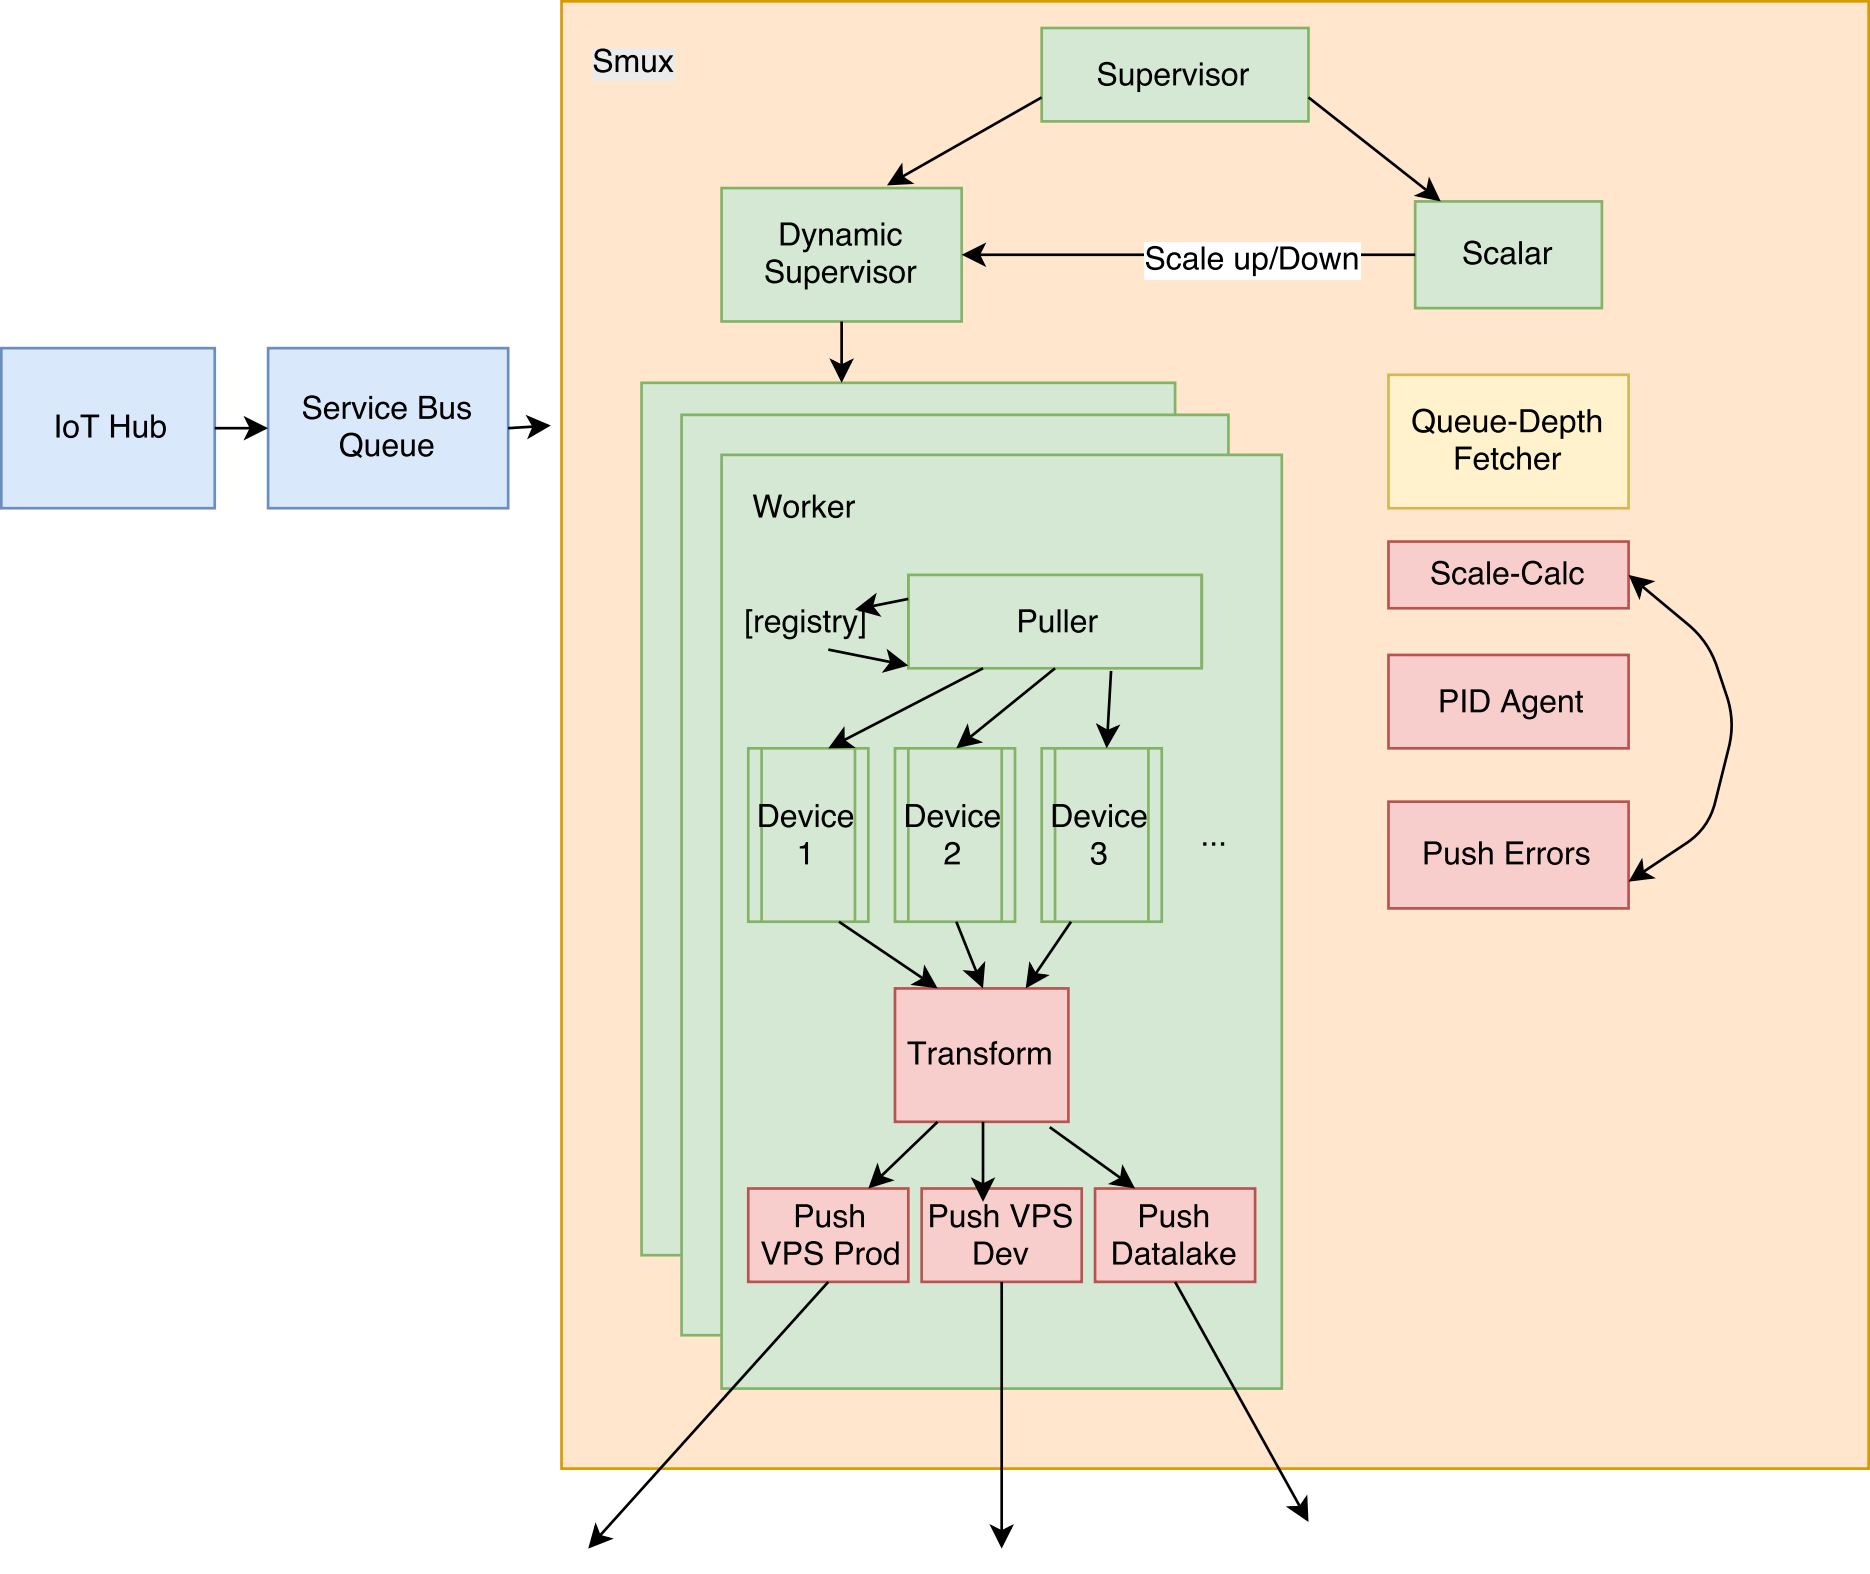 Smux
Supervisor
Dynamic
Supervisor
Scale up/Down
Scalar
IoT Hub
Service Bus
Queue
Queue-Depth
Fetcher
Worker
Scale-Calc
[registry]
Puller
PID Agent
Device
1
Device
2
Device
3
...
Push Errors
Transform
Push
VPS Prod
Push VPS
Dev
Push
Datalake